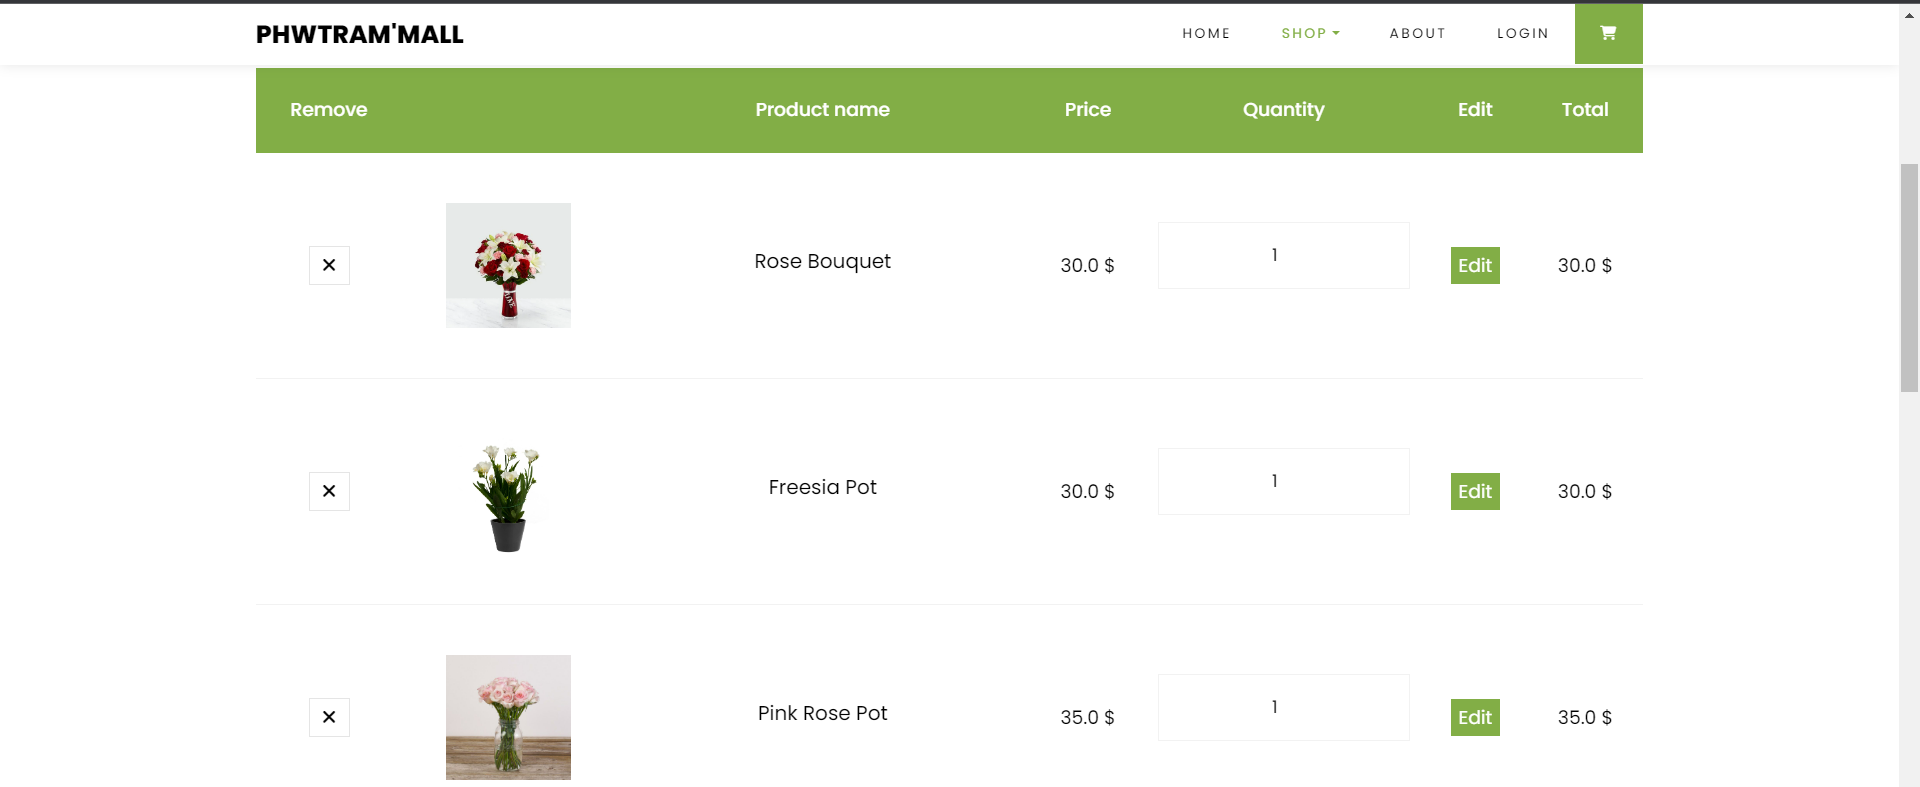 PHWTRAM'MALL
HOME SHOP ABOUT LOGIN
Remove Product name Price Quantity Edit Total
Rose Bouquet 30.0 $ 1 Edit 30.0 $
Freesia Pot 30.0 $ 1 Edit 30.0 $
Pink Rose Pot 35.0 $ 1 Edit 35.0 $